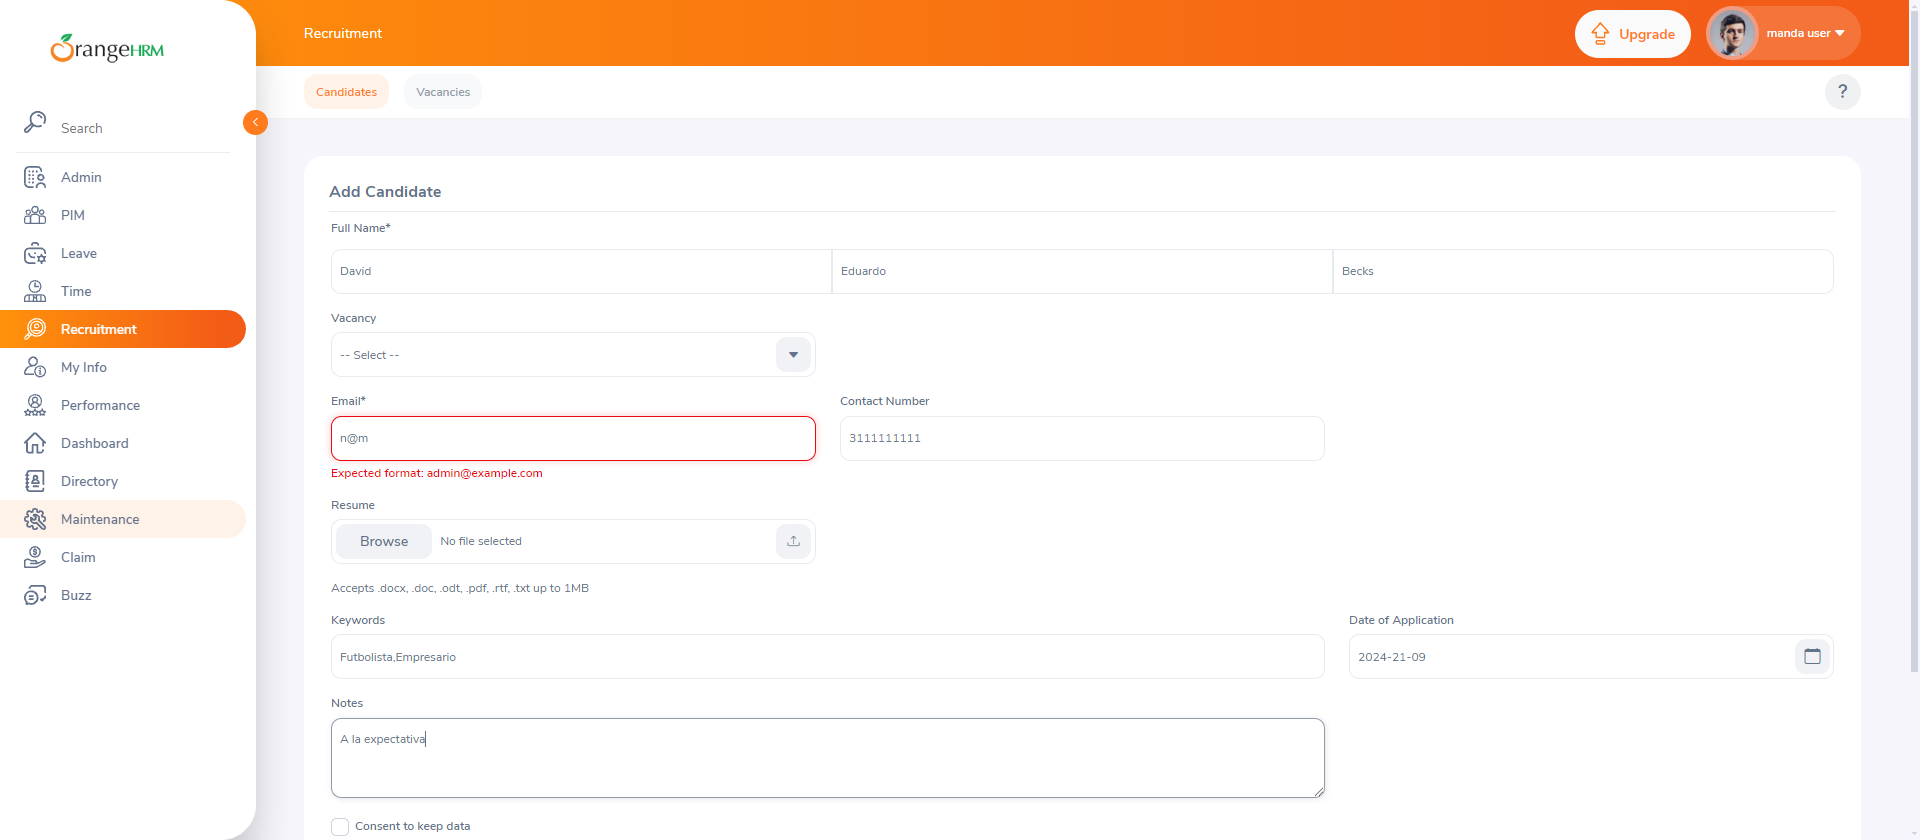 OrangeHRM
Recruitment
Upgrade
manda user
Candidates
Vacancies
?
Search
Admin
PIM
Leave
Time
Recruitment
My Info
Performance
Dashboard
Directory
Maintenance
Claim
Buzz
Add Candidate
Full Name*
David
Eduardo
Becks
Vacancy
-- Select --
Email*
Contact Number
n@m
3111111111
Expected format: admin@example.com
Resume
Browse
No file selected
Accepts .docx, .doc, .odt, .pdf, .rtf, .txt up to 1MB
Keywords
Date of Application
Futbolista,Empresario
2024-21-09
Notes
A la expectativa
Consent to keep data